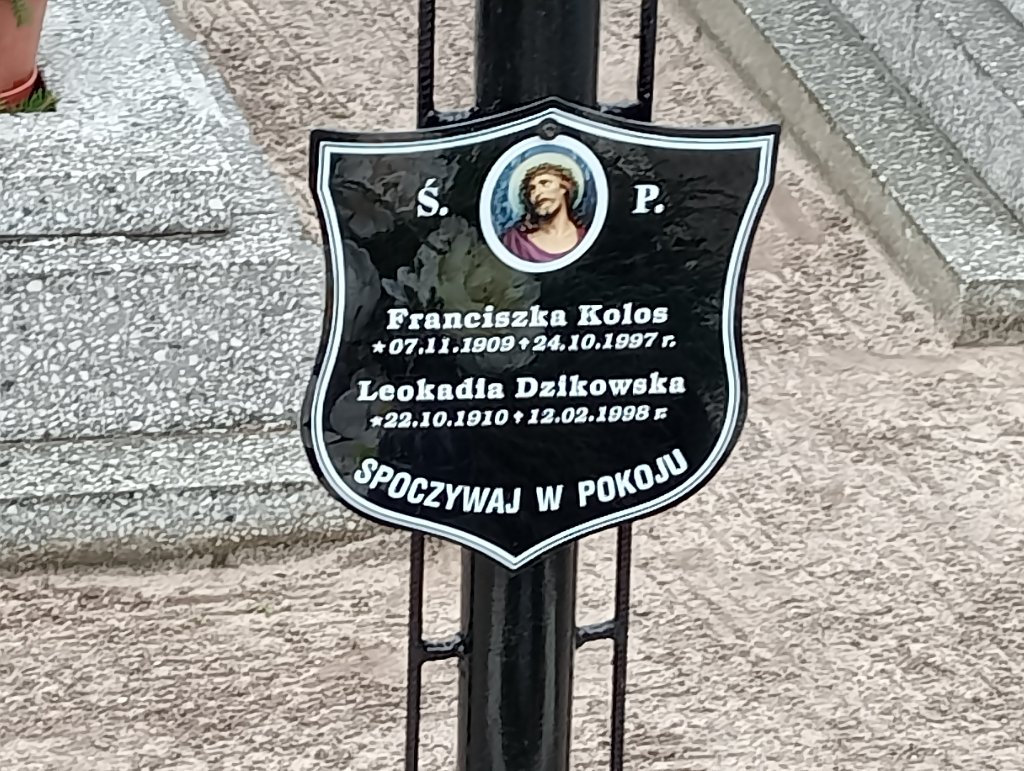 Ś. P.
Franciszka Kolos
★07.11.1909 ✝ 24.10.1997 r.
Leokadia Dzikowska
★22.10.1910 ✝ 12.02.1998 r.
SPOCZYWAJ W POKOJU